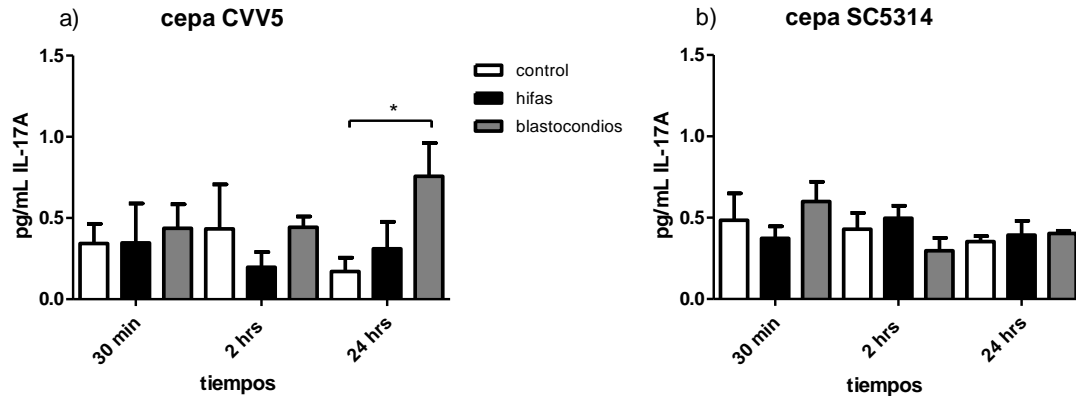 a)
cepa CVV5
pg/mL IL-17A
1.5
1.0
0.5
0.0
*
30 min
2 hrs
24 hrs
tiempos
control
hifas
blastocondios
b)
cepa SC5314
pg/mL IL-17A
1.5
1.0
0.5
0.0
30 min
2 hrs
24 hrs
tiempos